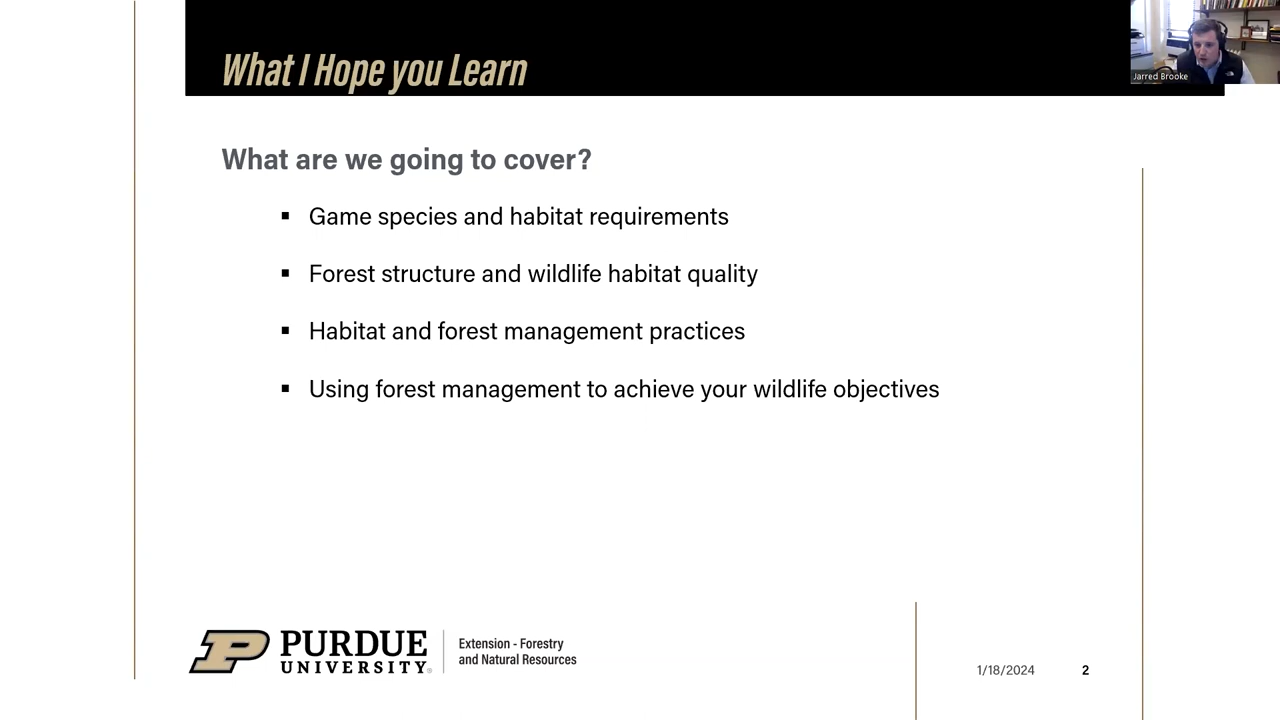 What I Hope you Learn
Jarred Brooke
What are we going to cover?
▪ Game species and habitat requirements
▪ Forest structure and wildlife habitat quality
▪ Habitat and forest management practices
▪ Using forest management to achieve your wildlife objectives
P PURDUE
UNIVERSITY®
Extension - Forestry
and Natural Resources
1/18/2024 2